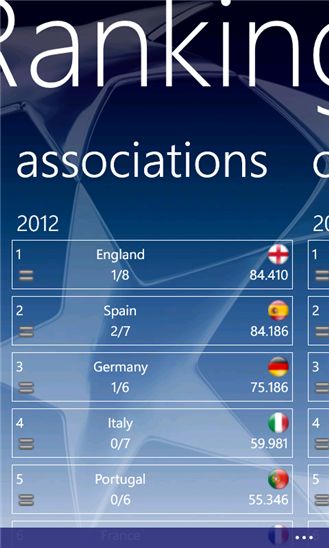 Ranking
associations
2012
1
England
1/8
84.410
2
Spain
2/7
84.186
3
Germany
1/6
75.186
4
Italy
0/7
59.981
5
Portugal
0/6
55.346
6
France
1
2
3
4
5